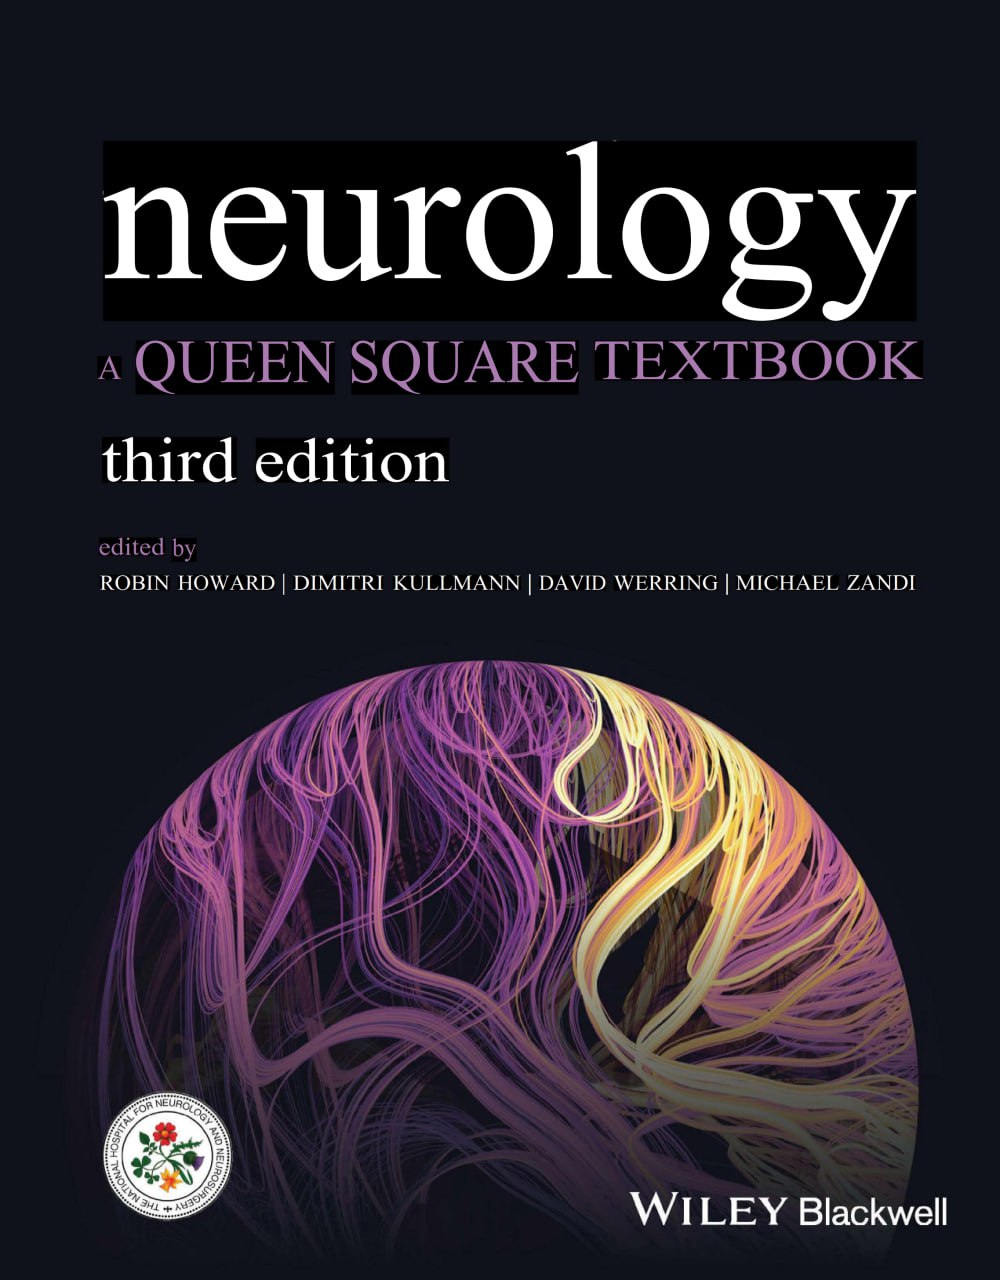 neurology
A QUEEN SQUARE TEXTBOOK
third edition
edited by
ROBIN HOWARD | DIMITRI KULLMANN | DAVID WERRING | MICHAEL ZANDI
THE NATIONAL HOSPITAL FOR NEUROLOGY AND NEUROSURGERY
WILEY Blackwell